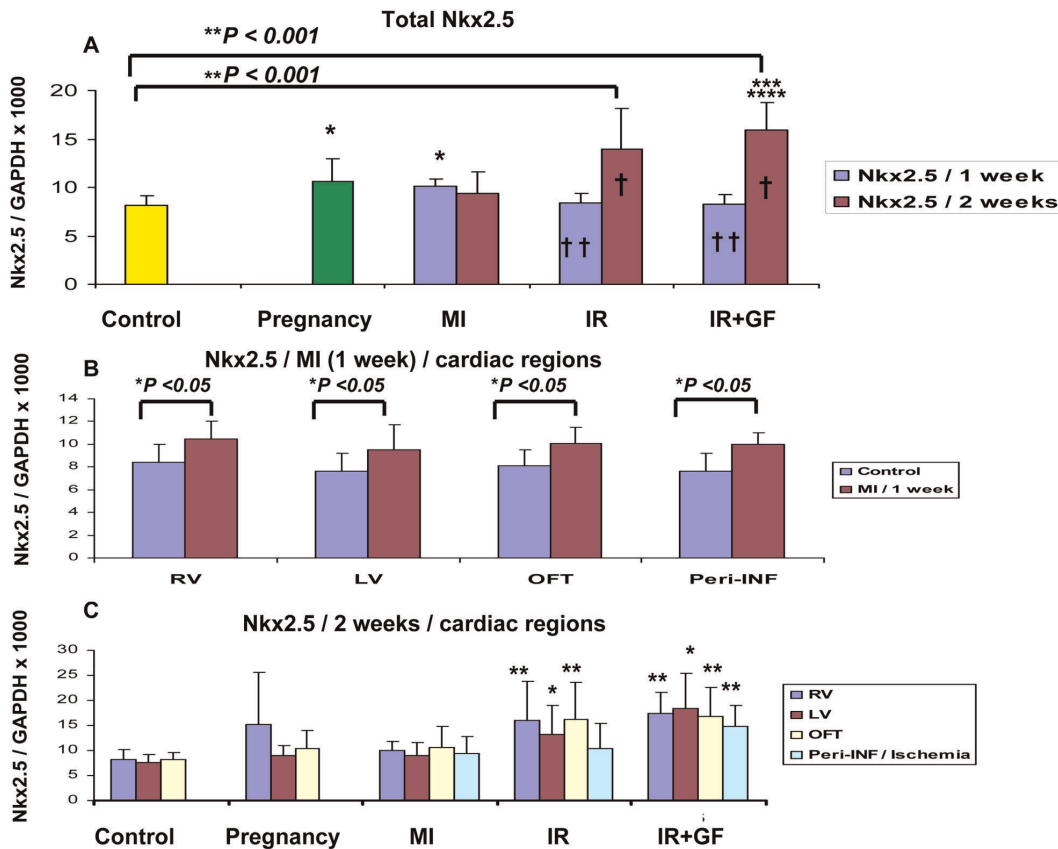 Total Nkx2.5
A
**P < 0.001
**P < 0.001
Nkx2.5 / GAPDH x 1000
20
15
10
5
0
*
*
***
****
†
†
††
††
Control
Pregnancy
MI
IR
IR+GF
Nkx2.5 / 1 week
Nkx2.5 / 2 weeks
B
Nkx2.5 / MI (1 week) / cardiac regions
*P <0.05
*P <0.05
*P <0.05
*P <0.05
Nkx2.5 / GAPDH x 1000
14
12
10
8
6
4
2
0
RV
LV
OFT
Peri-INF
Control
MI / 1 week
C
Nkx2.5 / 2 weeks / cardiac regions
Nkx2.5 / GAPDH x 1000
30
25
20
15
10
5
0
** * **
** * ** **
Control
Pregnancy
MI
IR
IR+GF
RV
LV
OFT
Peri-INF / Ischemia